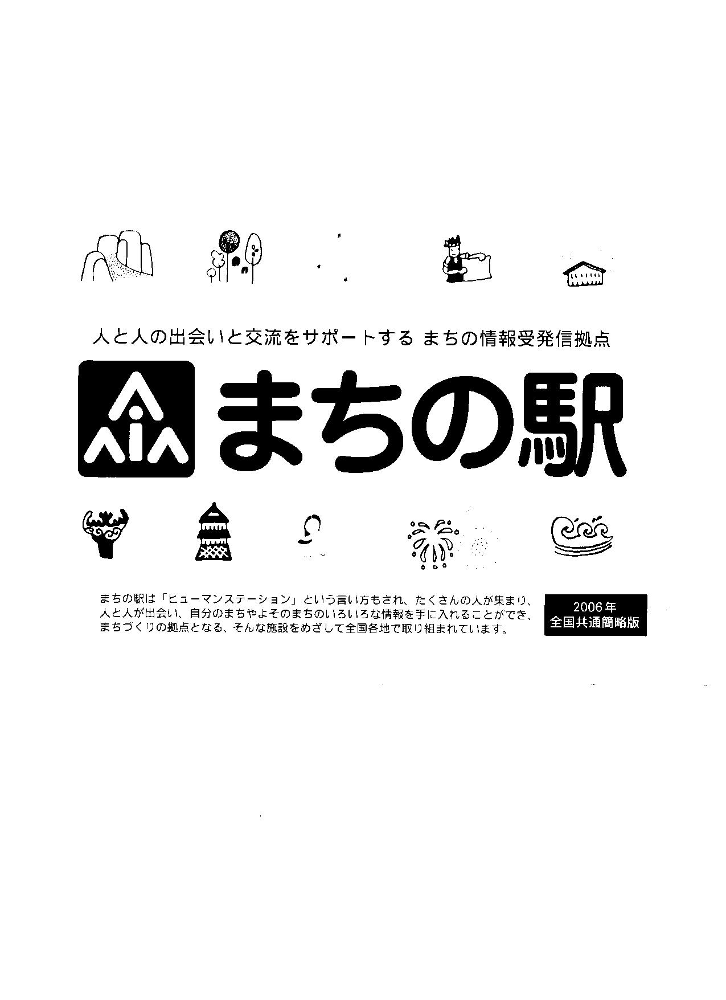 人と人の出会いと交流をサポートする まちの情報受発信拠点
まちの駅
まちの駅は「ヒューマンステーション」という言い方もされ、たくさんの人が集まり、
人と人が出会い、自分のまちやよそのまちのいろいろな情報を手に入れることができ、
まちづくりの拠点となる、そんな施設をめざして全国各地で取り組まれています。
2006年
全国共通簡略版